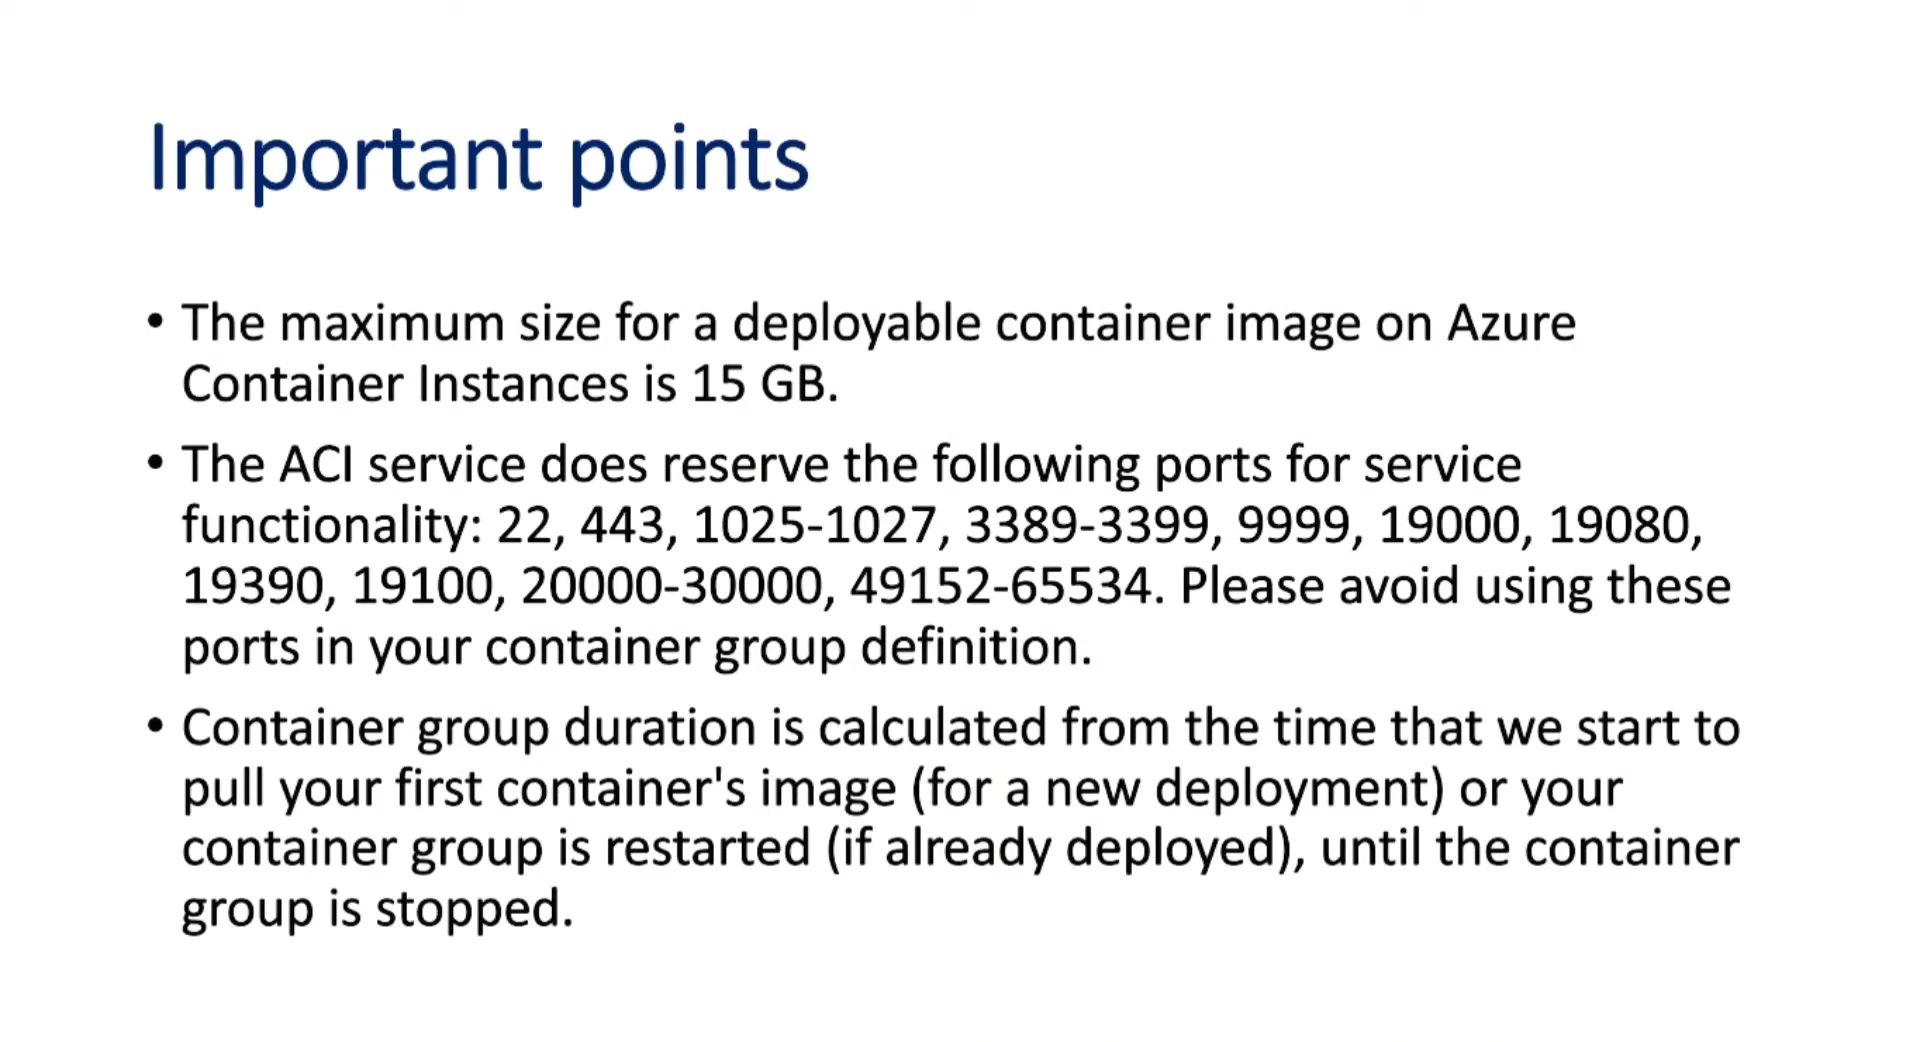 Important points
• The maximum size for a deployable container image on Azure
Container Instances is 15 GB.
• The ACI service does reserve the following ports for service
functionality: 22, 443, 1025-1027, 3389-3399, 9999, 19000, 19080,
19390, 19100, 20000-30000, 49152-65534. Please avoid using these
ports in your container group definition.
• Container group duration is calculated from the time that we start to
pull your first container's image (for a new deployment) or your
container group is restarted (if already deployed), until the container
group is stopped.